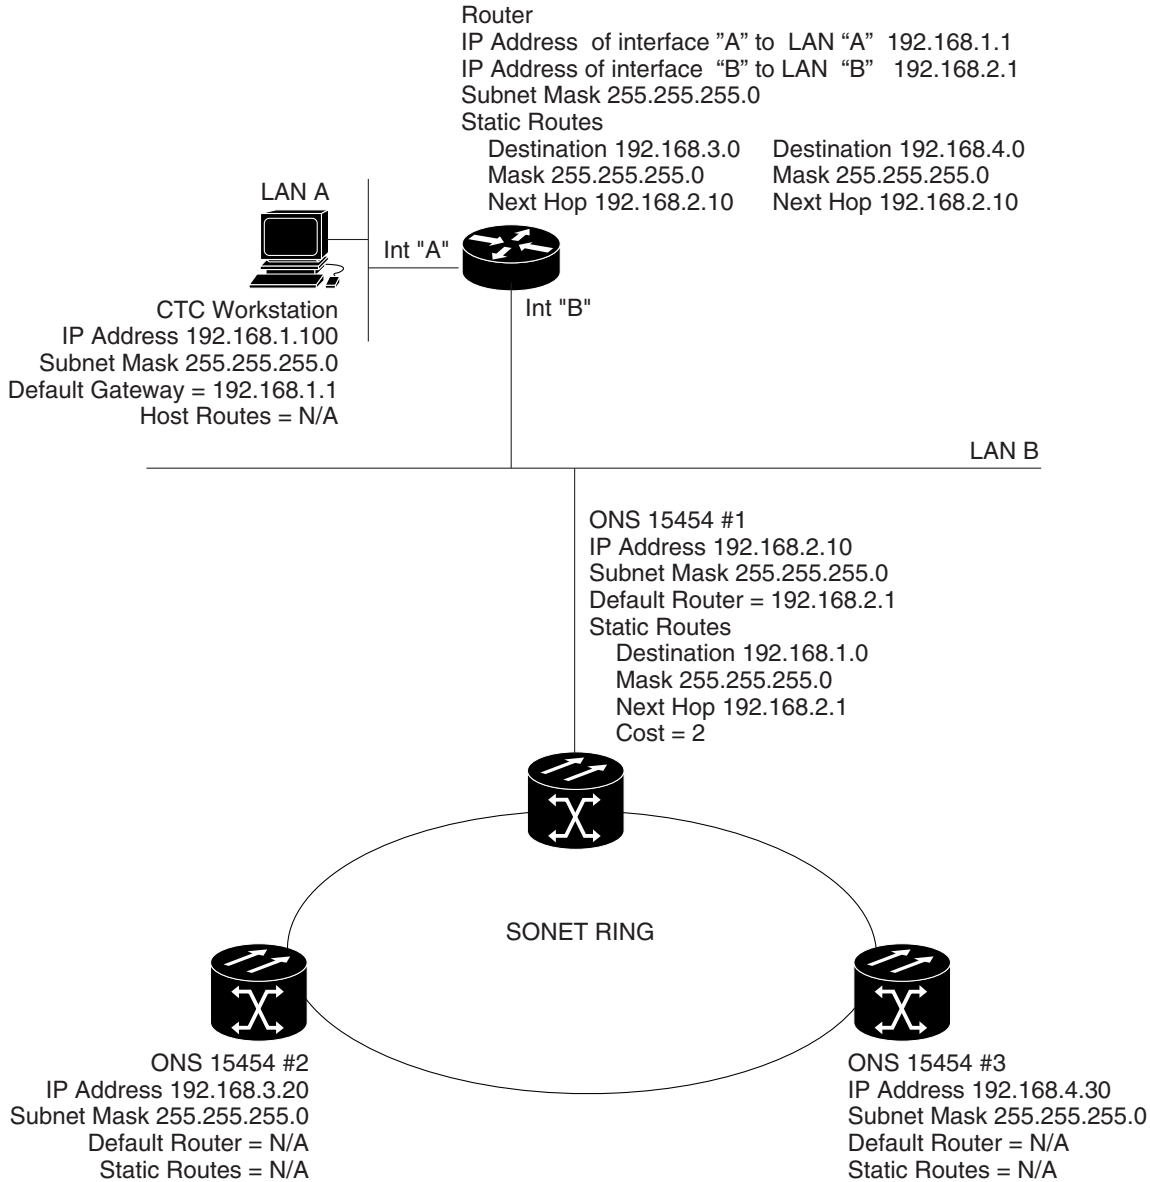 Router
IP Address of interface ”A” to LAN “A” 192.168.1.1
IP Address of interface “B” to LAN “B” 192.168.2.1
Subnet Mask 255.255.255.0
Static Routes
Destination 192.168.3.0 Destination 192.168.4.0
Mask 255.255.255.0 Mask 255.255.255.0
Next Hop 192.168.2.10 Next Hop 192.168.2.10
LAN A
Int "A"
Int "B"
CTC Workstation
IP Address 192.168.1.100
Subnet Mask 255.255.255.0
Default Gateway = 192.168.1.1
Host Routes = N/A
LAN B
ONS 15454 #1
IP Address 192.168.2.10
Subnet Mask 255.255.255.0
Default Router = 192.168.2.1
Static Routes
Destination 192.168.1.0
Mask 255.255.255.0
Next Hop 192.168.2.1
Cost = 2
SONET RING
ONS 15454 #2
IP Address 192.168.3.20
Subnet Mask 255.255.255.0
Default Router = N/A
Static Routes = N/A
ONS 15454 #3
IP Address 192.168.4.30
Subnet Mask 255.255.255.0
Default Router = N/A
Static Routes = N/A